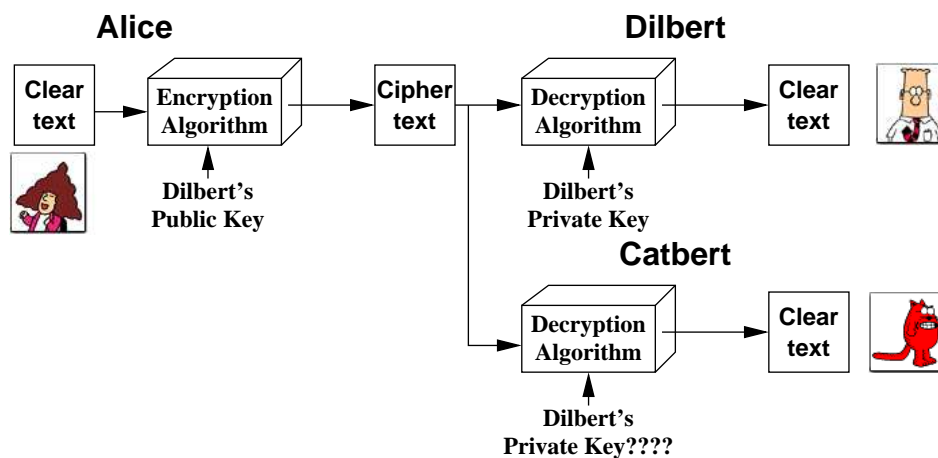 Alice
Dilbert
Clear
text
Encryption
Algorithm
Cipher
text
Decryption
Algorithm
Clear
text
Dilbert's
Public Key
Dilbert's
Private Key
Catbert
Decryption
Algorithm
Clear
text
Dilbert's
Private Key????